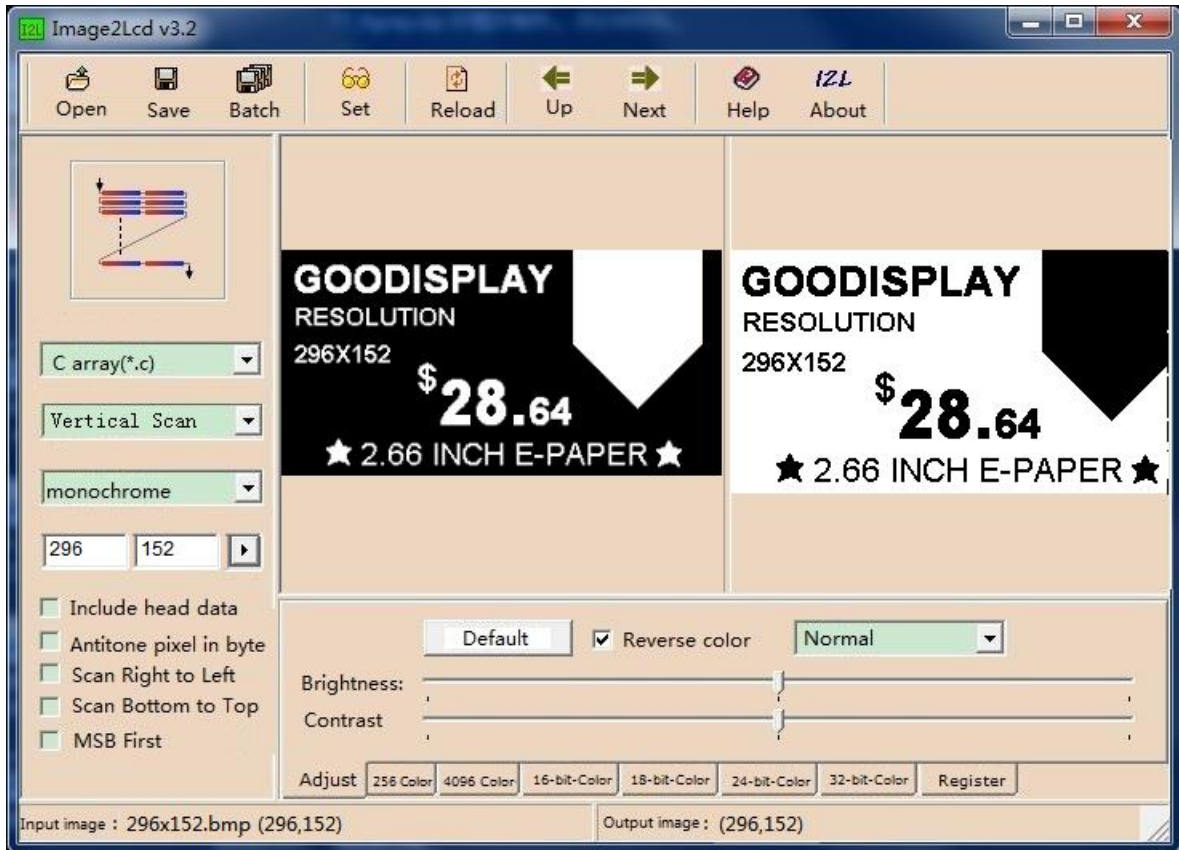 I2L Image2Lcd v3.2
Open Save Batch Set Reload Up Next Help I2L About
C array(*.c)
Vertical Scan
monochrome
296 152
Include head data
Antitone pixel in byte
Scan Right to Left
Scan Bottom to Top
MSB First
GOODISPLAY
RESOLUTION
296X152
$28.64
★ 2.66 INCH E-PAPER ★
GOODISPLAY
RESOLUTION
296X152
$28.64
★ 2.66 INCH E-PAPER ★
Default Reverse color Normal
Brightness:
Contrast
Adjust 256 Color 4096 Color 16-bit-Color 18-bit-Color 24-bit-Color 32-bit-Color Register
Input image : 296x152.bmp (296,152) Output image : (296,152)